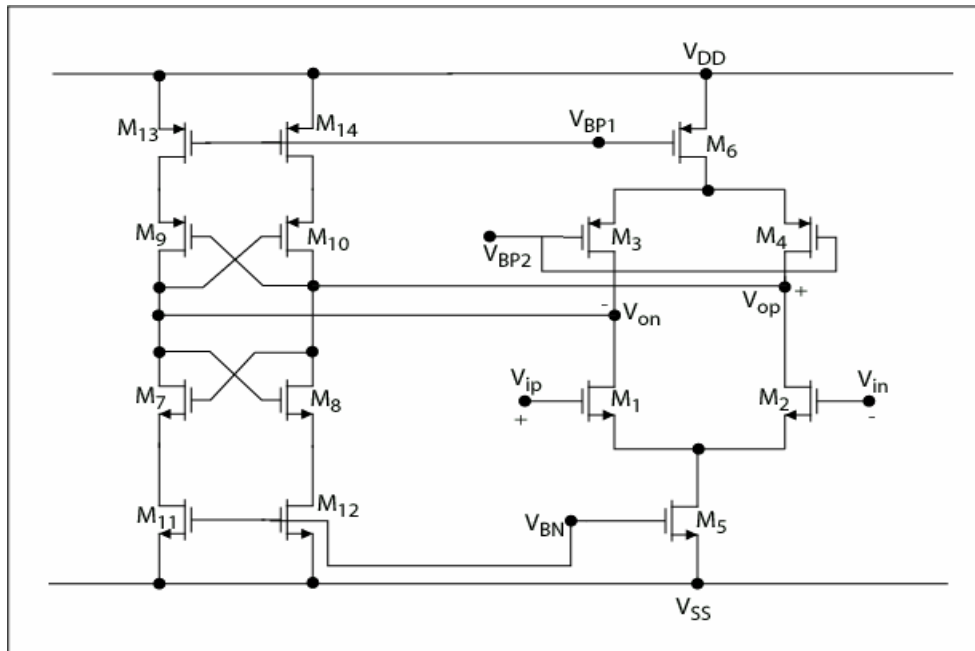 V_DD
M_13
M_14
V_BP1
M_6
M_9
M_10
V_BP2
M_3
M_4
-
V_on
V_op
+
M_7
M_8
V_ip
+
M_1
M_2
V_in
-
M_11
M_12
V_BN
M_5
V_SS